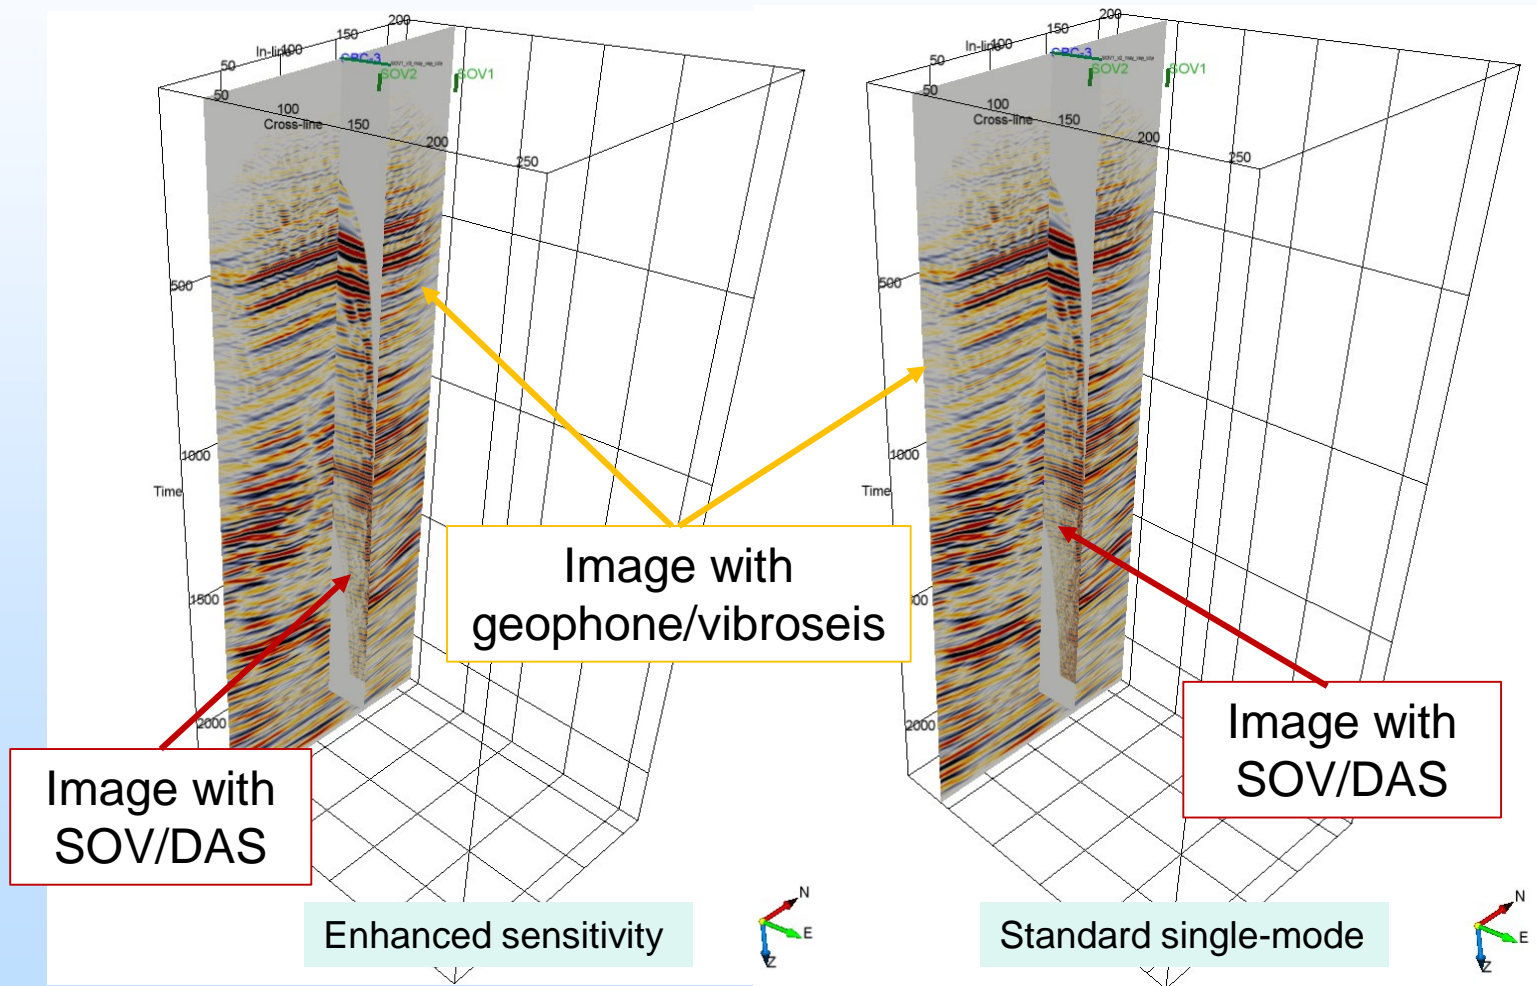 200
150
In-line
100
50
CRC-3
SOV2
SOV1
50
100
Cross-line
150
200
250
500
1000
Time
1500
2000
Image with
SOV/DAS
Enhanced sensitivity
N
E
Z
Image with
geophone/vibroseis
200
150
In-line
100
50
CRC-3
SOV2
SOV1
50
100
Cross-line
150
200
250
500
1000
Time
2000
Image with
SOV/DAS
Standard single-mode
N
E
Z